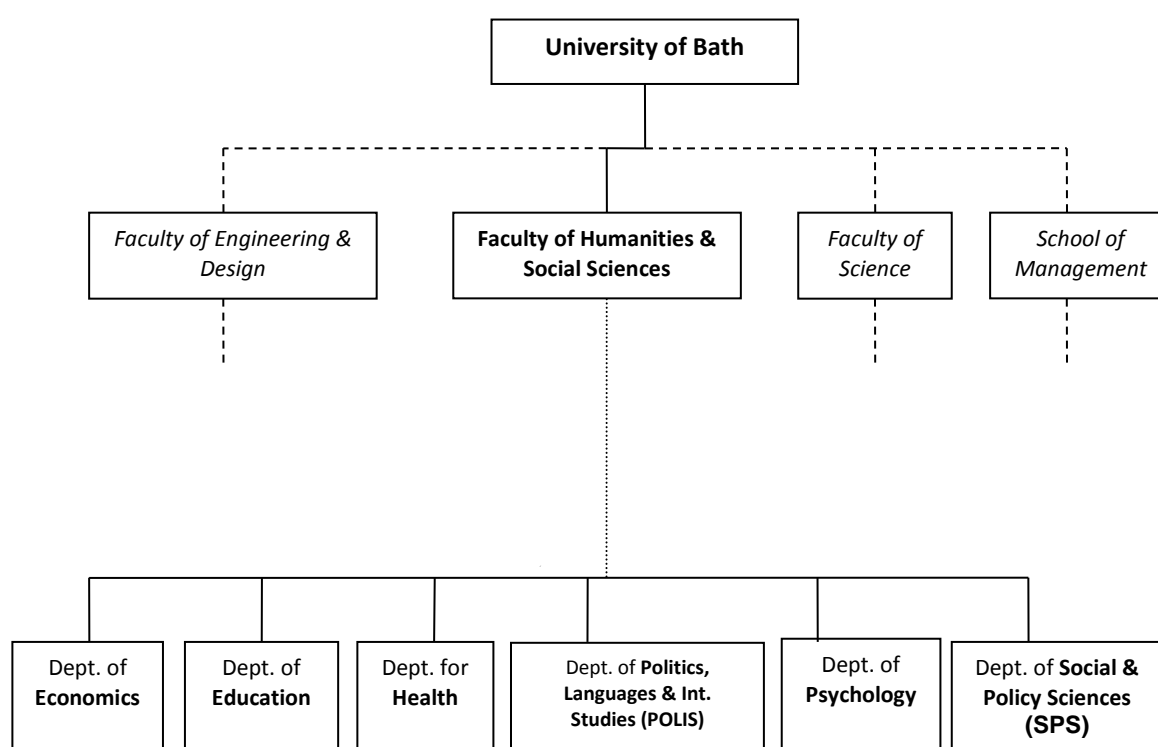 University of Bath
Faculty of Engineering &
Design
Faculty of Humanities &
Social Sciences
Faculty of
Science
School of
Management
Dept. of
Economics
Dept. of
Education
Dept. for
Health
Dept. of Politics,
Languages & Int.
Studies (POLIS)
Dept. of
Psychology
Dept. of Social &
Policy Sciences
(SPS)